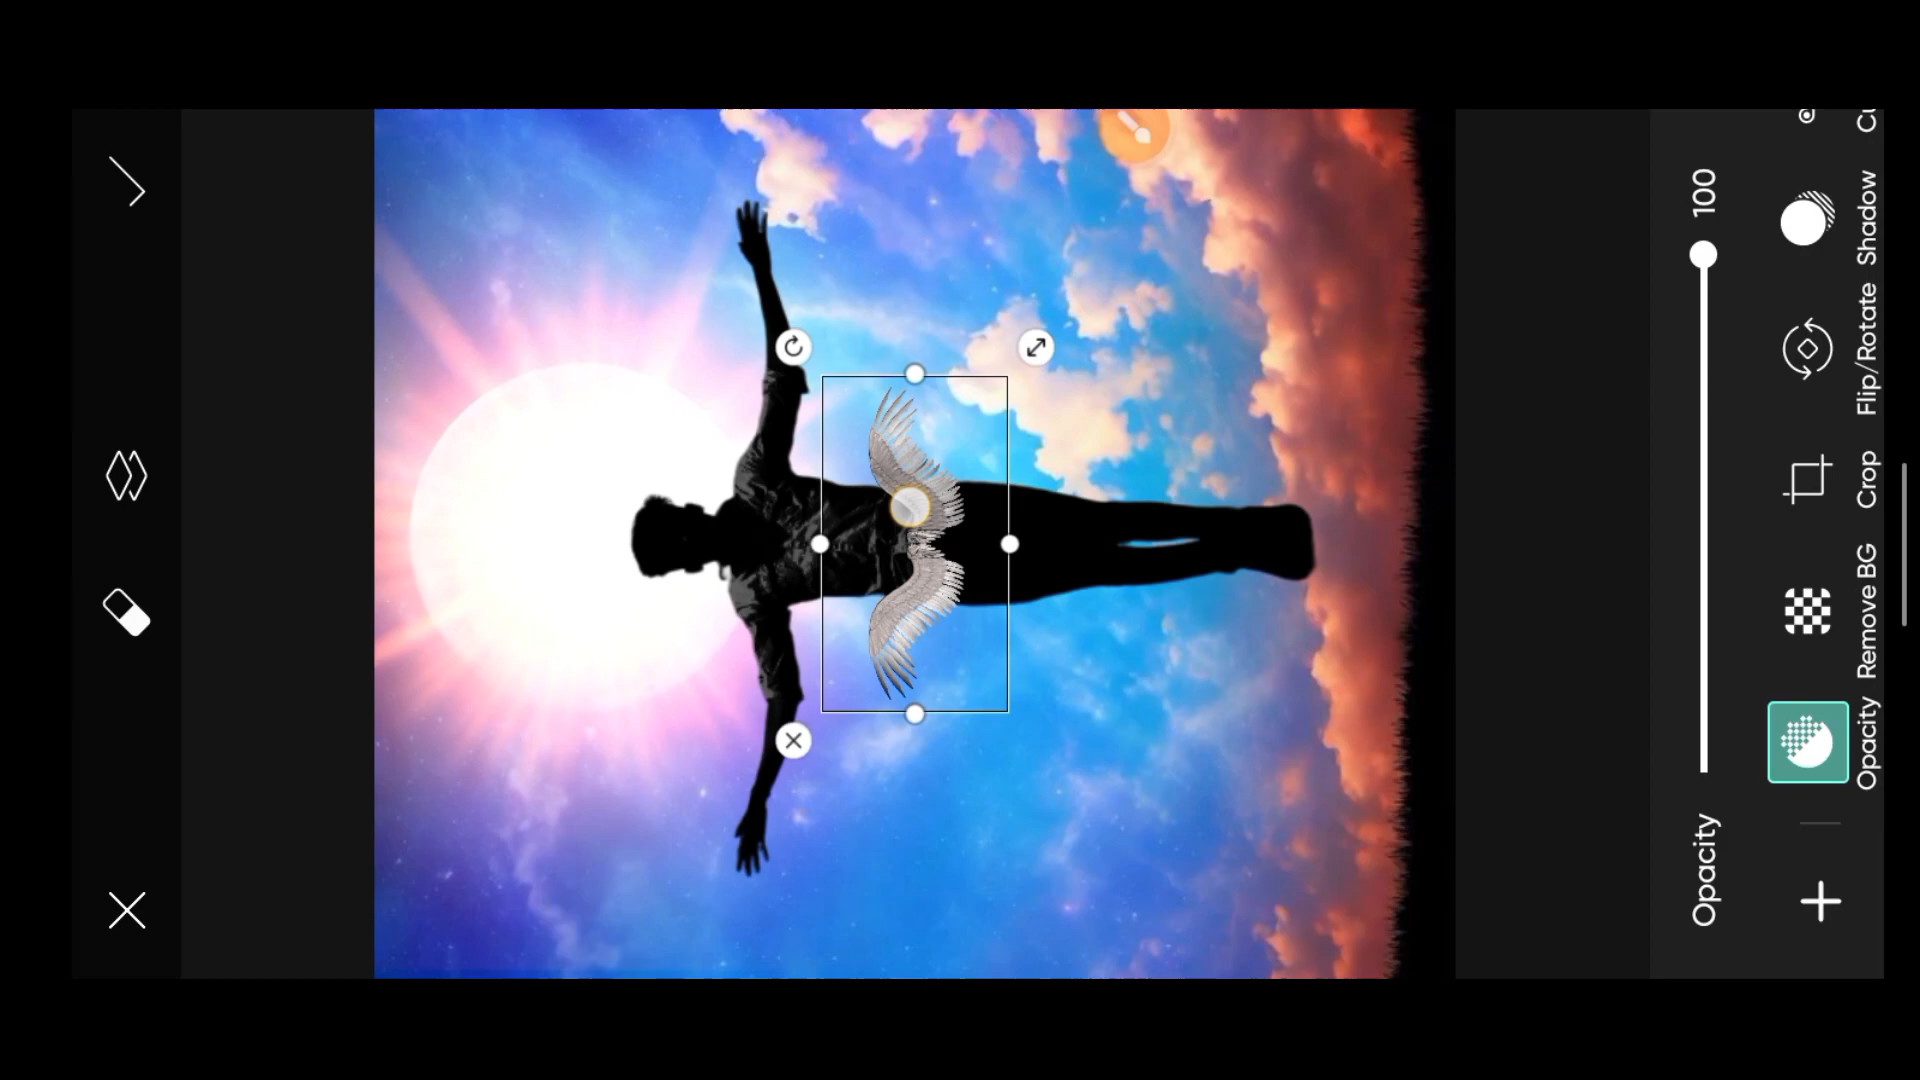 Opacity
100
Opacity
Remove BG
Crop
Flip/Rotate
Shadow